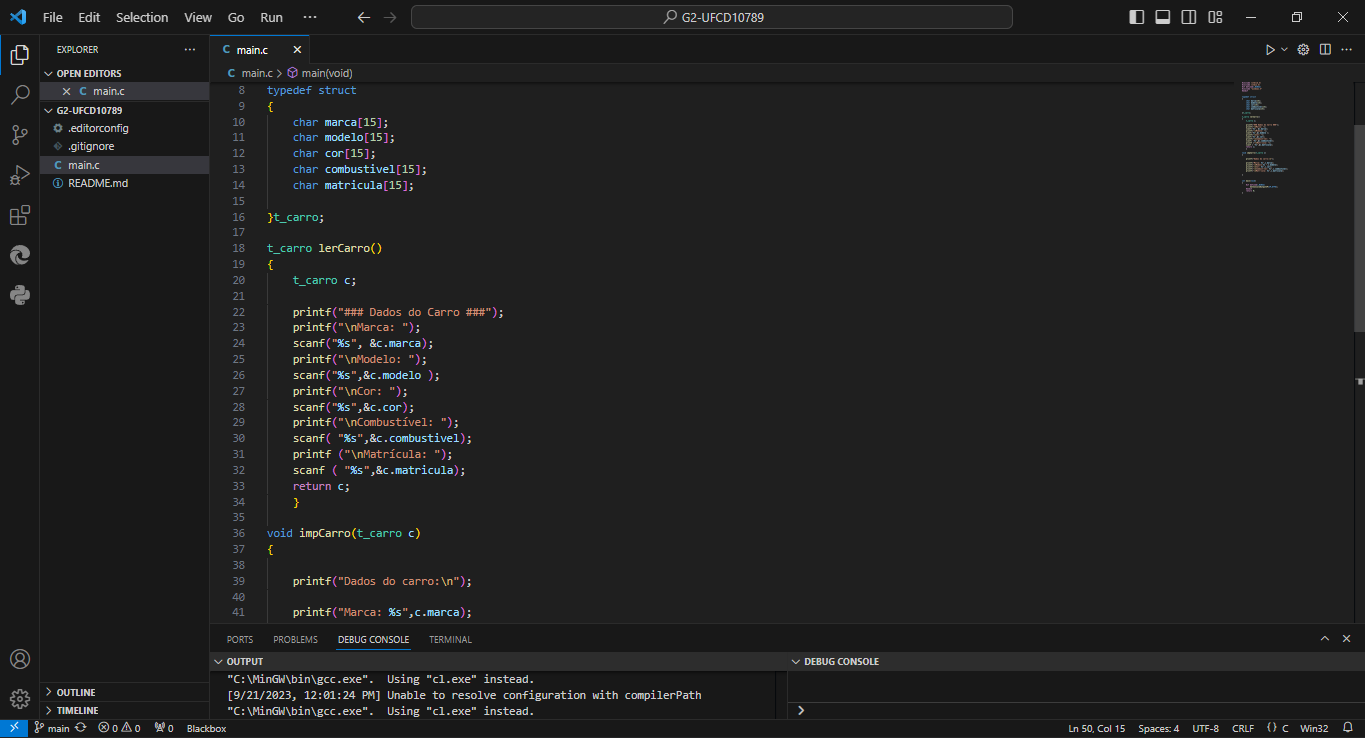 File Edit Selection View Go Run ···
G2-UFCD10789
EXPLORER ···
OPEN EDITORS
main.c
G2-UFCD10789
.editorconfig
.gitignore
main.c
README.md
OUTLINE
TIMELINE
main.c
main.c > main(void)
8 typedef struct
9 {
10 char marca[15];
11 char modelo[15];
12 char cor[15];
13 char combustivel[15];
14 char matricula[15];
15
16 }t_carro;
17
18 t_carro lerCarro()
19 {
20 t_carro c;
21
22 printf("### Dados do Carro ###");
23 printf("\nMarca: ");
24 scanf("%s", &c.marca);
25 printf("\nModelo: ");
26 scanf("%s",&c.modelo );
27 printf("\nCor: ");
28 scanf("%s",&c.cor);
29 printf("\nCombustível: ");
30 scanf( "%s",&c.combustivel);
31 printf ("\nMatrícula: ");
32 scanf ( "%s",&c.matricula);
33 return c;
34 }
35
36 void impCarro(t_carro c)
37 {
38
39 printf("Dados do carro:\n");
40
41 printf("Marca: %s",c.marca);
PORTS PROBLEMS DEBUG CONSOLE TERMINAL
OUTPUT
"C:\MinGW\bin\gcc.exe". Using "cl.exe" instead.
[9/21/2023, 12:01:24 PM] Unable to resolve configuration with compilerPath
"C:\MinGW\bin\gcc.exe". Using "cl.exe" instead.
DEBUG CONSOLE
>
main 0 0 0 Blackbox
Ln 50, Col 15 Spaces: 4 UTF-8 CRLF {} C Win32